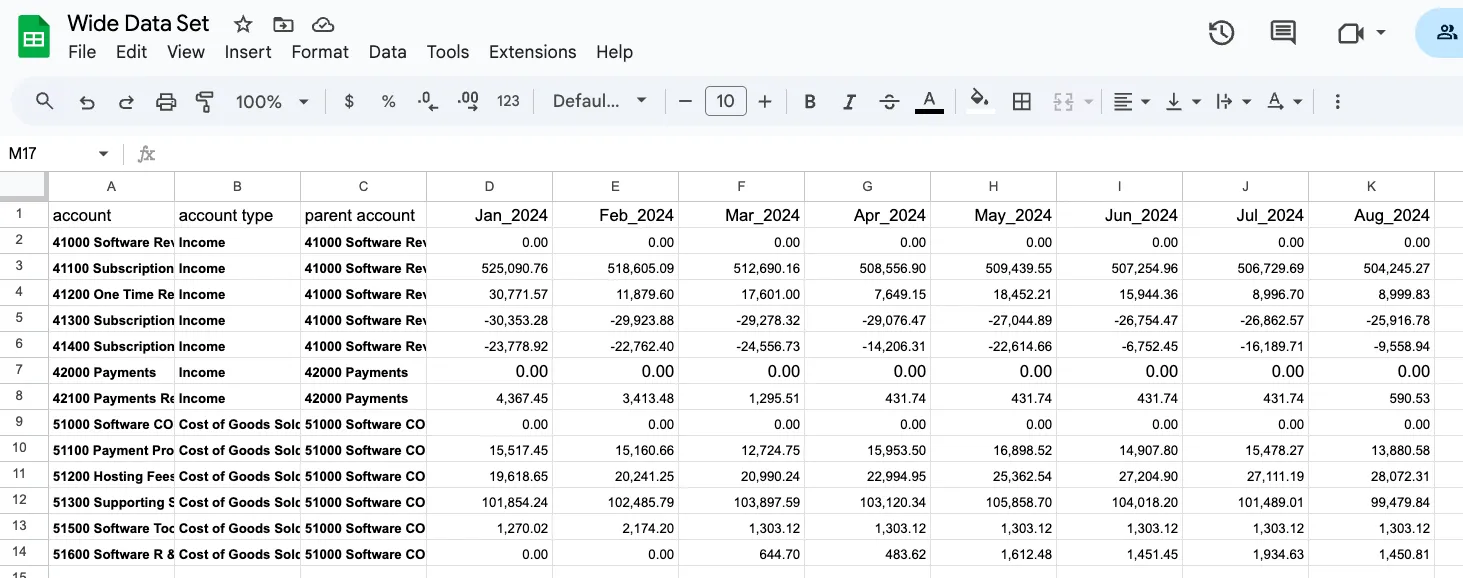 Wide Data Set
File Edit View Insert Format Data Tools Extensions Help
100% $ % .0 .00 123 Defaul... 10 B I A A
M17 fx
A B C D E F G H I J K
1 account account type parent account Jan_2024 Feb_2024 Mar_2024 Apr_2024 May_2024 Jun_2024 Jul_2024 Aug_2024
2 41000 Software Rev Income 41000 Software Rev 0.00 0.00 0.00 0.00 0.00 0.00 0.00 0.00
3 41100 Subscription Income 41000 Software Rev 525,090.76 518,605.09 512,690.16 508,556.90 509,439.55 507,254.96 506,729.69 504,245.27
4 41200 One Time Re Income 41000 Software Rev 30,771.57 11,879.60 17,601.00 7,649.15 18,452.21 15,944.36 8,996.70 8,999.83
5 41300 Subscription Income 41000 Software Rev -30,353.28 -29,923.88 -29,278.32 -29,076.47 -27,044.89 -26,754.47 -26,862.57 -25,916.78
6 41400 Subscription Income 41000 Software Rev -23,778.92 -22,762.40 -24,556.73 -14,206.31 -22,614.66 -6,752.45 -16,189.71 -9,558.94
7 42000 Payments Income 42000 Payments 0.00 0.00 0.00 0.00 0.00 0.00 0.00 0.00
8 42100 Payments Re Income 42000 Payments 4,367.45 3,413.48 1,295.51 431.74 431.74 431.74 431.74 590.53
9 51000 Software CO Cost of Goods Sold 51000 Software CO 0.00 0.00 0.00 0.00 0.00 0.00 0.00 0.00
10 51100 Payment Pro Cost of Goods Sold 51000 Software CO 15,517.45 15,160.66 12,724.75 15,953.50 16,898.52 14,907.80 15,478.27 13,880.58
11 51200 Hosting Fees Cost of Goods Sold 51000 Software CO 19,618.65 20,241.25 20,990.24 22,994.95 25,362.54 27,204.90 27,111.19 28,072.31
12 51300 Supporting S Cost of Goods Sold 51000 Software CO 101,854.24 102,485.79 103,897.59 103,120.34 105,858.70 104,018.20 101,489.01 99,479.84
13 51500 Software Too Cost of Goods Sold 51000 Software CO 1,270.02 2,174.20 1,303.12 1,303.12 1,303.12 1,303.12 1,303.12 1,303.12
14 51600 Software R & Cost of Goods Sold 51000 Software CO 0.00 0.00 644.70 483.62 1,612.48 1,451.45 1,934.63 1,450.81
15